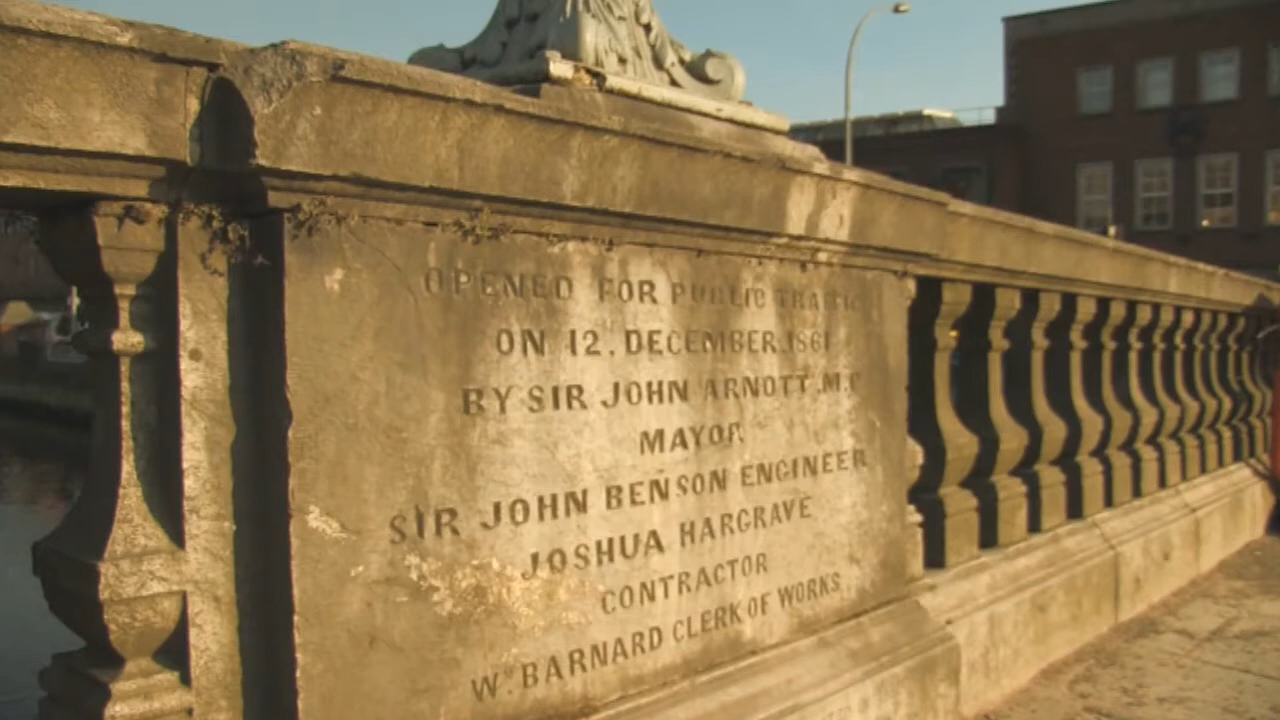 OPENED FOR PUBLIC TRAFFIC
ON 12. DECEMBER. 1861
BY SIR JOHN ARNOTT. M.P
MAYOR
SIR JOHN BENSON ENGINEER
JOSHUA HARGRAVE
CONTRACTOR
Wᴹ BARNARD CLERK OF WORKS